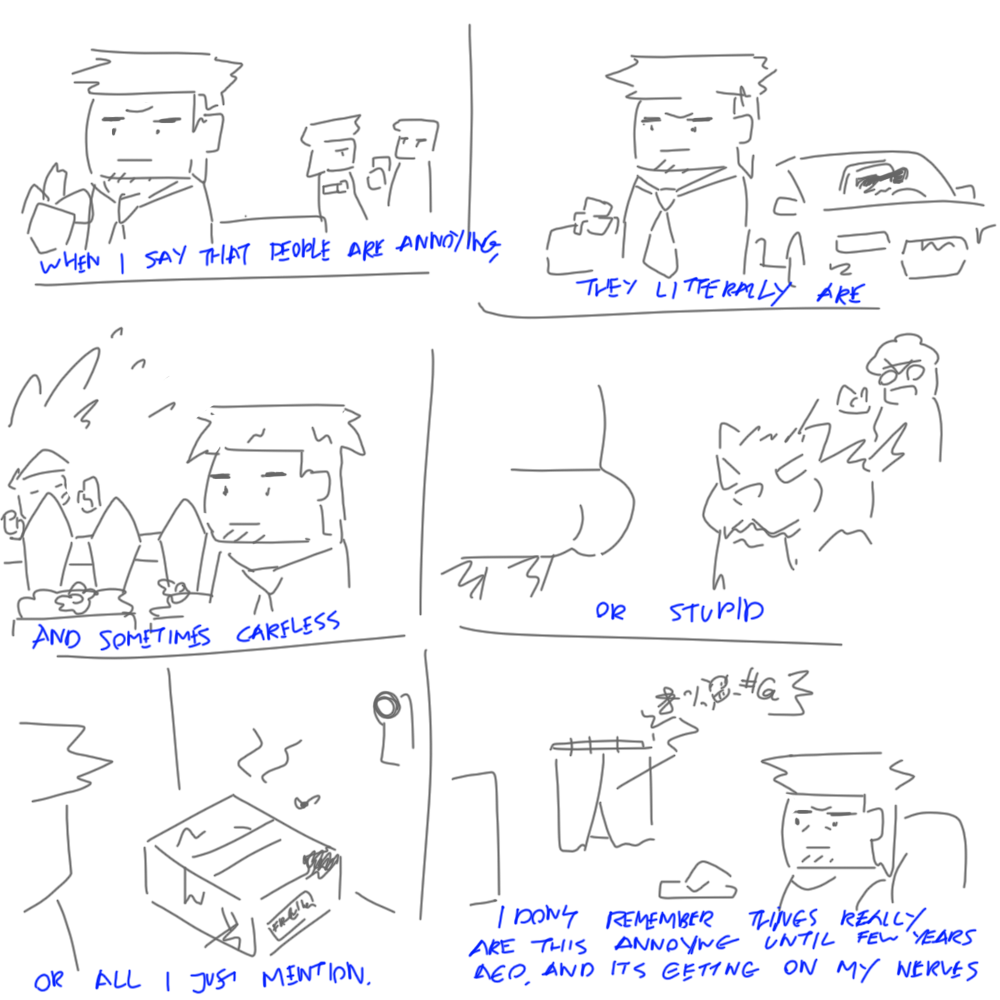 WHEN I SAY THAT PEOPLE ARE ANNOYING,
THEY LITTERALLY ARE
AND SOMETIMES CARELESS
OR STUPID
OR ALL I JUST MENTION.
#@
I DONT REMEMBER THINGS REALLY
ARE THIS ANNOYING UNTIL FEW YEARS
AGO. AND ITS GETTING ON MY NERVES